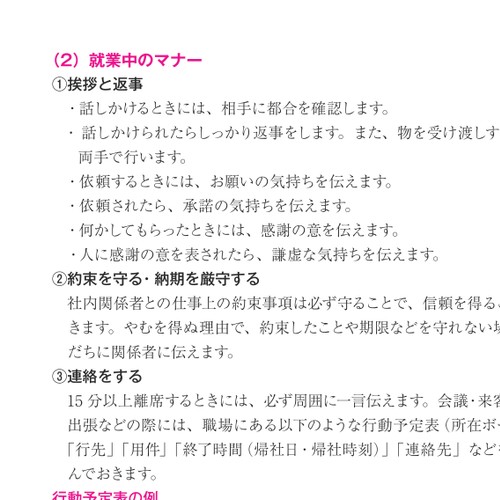 （2）就業中のマナー
①挨拶と返事
・話しかけるときには、相手に都合を確認します。
・ 話しかけられたらしっかり返事をします。また、物を受け渡しす
両手で行います。
・依頼するときには、お願いの気持ちを伝えます。
・依頼されたら、承諾の気持ちを伝えます。
・何かしてもらったときには、感謝の意を伝えます。
・人に感謝の意を表されたら、謙虚な気持ちを伝えます。
②約束を守る・納期を厳守する
社内関係者との仕事上の約束事項は必ず守ることで、信頼を得る
きます。やむを得ぬ理由で、約束したことや期限などを守れない
だちに関係者に伝えます。
③連絡をする
15 分以上離席するときには、必ず周囲に一言伝えます。会議・来客
出張などの際には、職場にある以下のような行動予定表（所在ボ
「行先」「用件」「終了時間（帰社日・帰社時刻）」「連絡先」など
んでおきます。
行動予定表の例